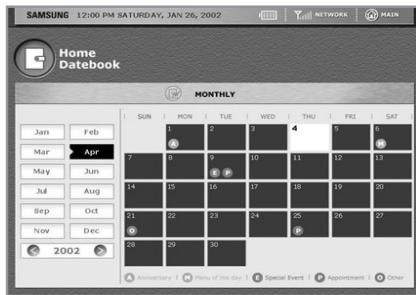 SAMSUNG 12:00 PM SATURDAY, JAN 26, 2002 NETWORK MAIN
Home
Datebook
MONTHLY
SUN MON TUE WED THU FRI SAT
Jan Feb
Mar Apr
May Jun
Jul Aug
Sep Oct
Nov Dec
2002
1 2 3 4 5 6
A M
7 8 9 10 11 12 13
E P
14 15 16 17 18 19 20
21 22 23 24 25 26 27
O P
28 29 30
A Anniversary M Menu of the day E Special Event P Appointment O Other